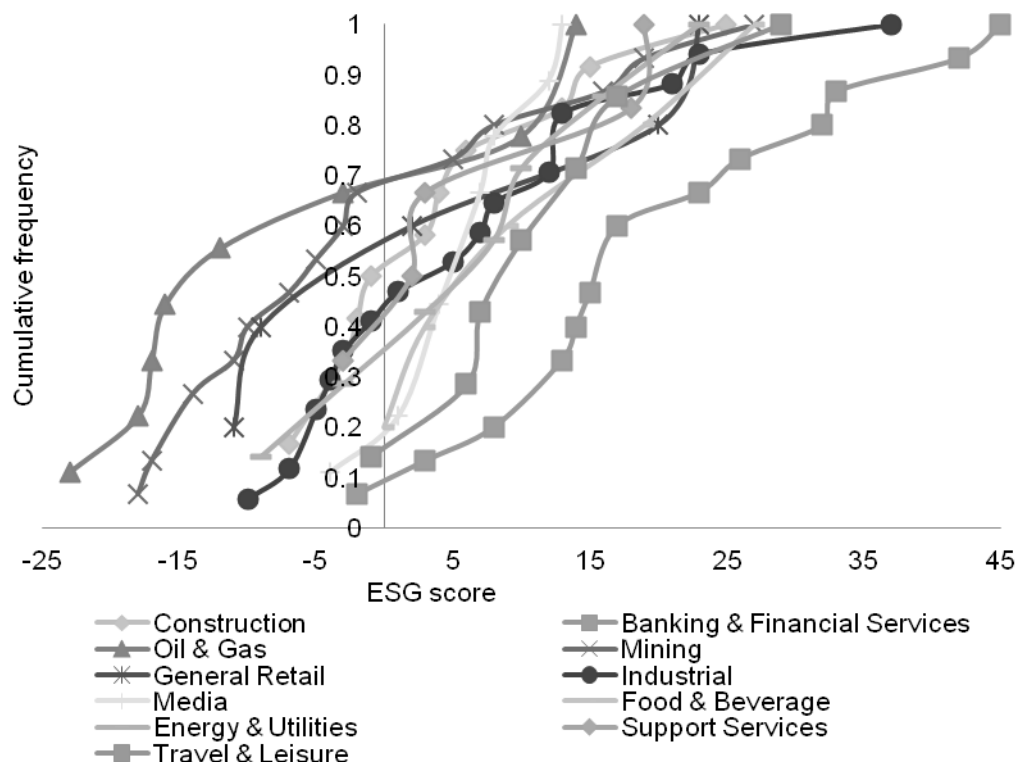 1
0.9
0.8
0.7
0.6
0.5
0.4
0.3
0.2
0.1
0
Cumulative frequency
-25 -15 -5 5 15 25 35 45
ESG score
Construction Banking & Financial Services
Oil & Gas Mining
General Retail Industrial
Media Food & Beverage
Energy & Utilities Support Services
Travel & Leisure